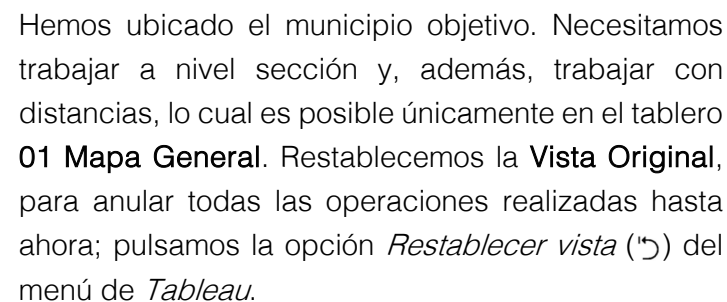 Hemos ubicado el municipio objetivo. Necesitamos
trabajar a nivel sección y, además, trabajar con
distancias, lo cual es posible únicamente en el tablero
01 Mapa General. Restablecemos la Vista Original,
para anular todas las operaciones realizadas hasta
ahora; pulsamos la opción Restablecer vista () del
menú de Tableau.